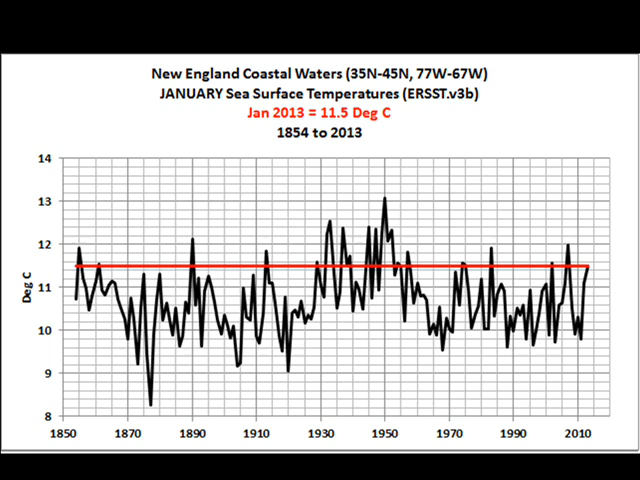 New England Coastal Waters (35N-45N, 77W-67W)
JANUARY Sea Surface Temperatures (ERSST.v3b)
Jan 2013 = 11.5 Deg C
1854 to 2013
14
13
12
11
10
9
8
Deg C
1850 1870 1890 1910 1930 1950 1970 1990 2010